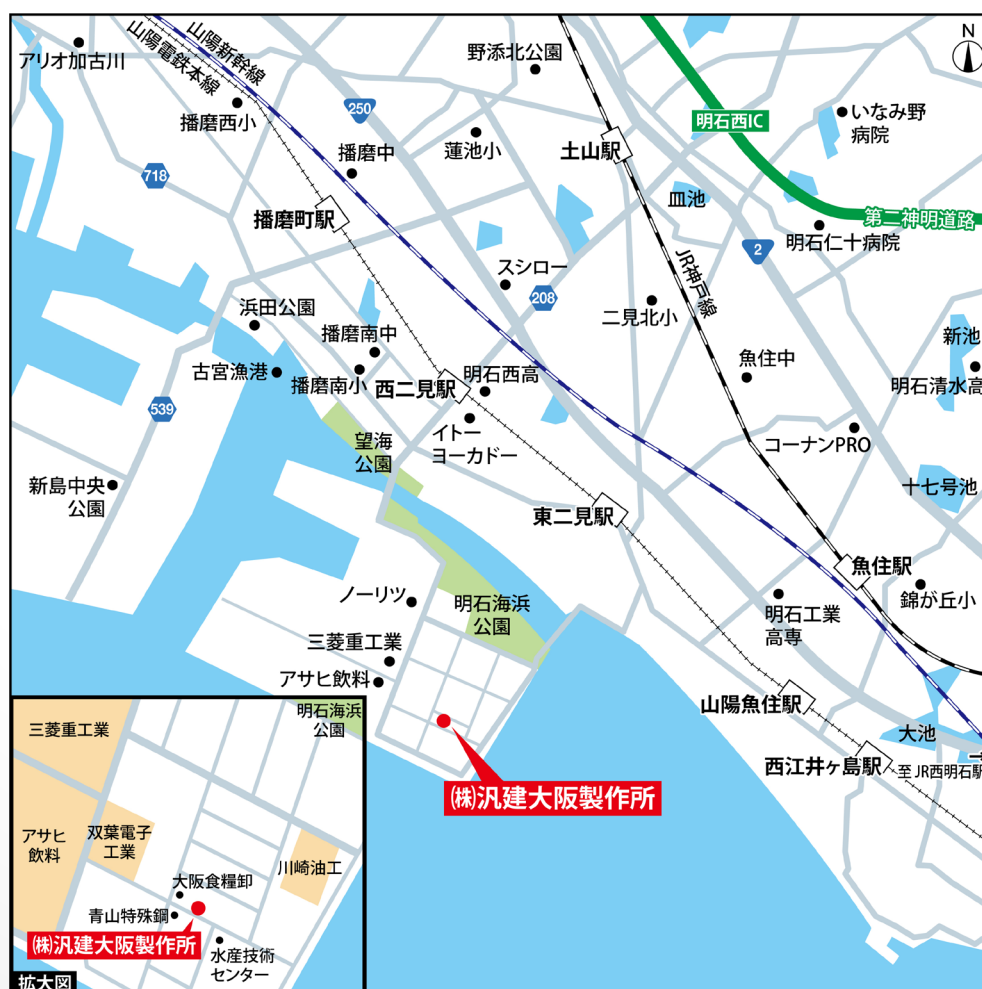 山陽新幹線
山陽電鉄本線
アリオ加古川
播磨西小
250
野添北公園
N
明石西IC
いなみ野
病院
蓮池小
土山駅
播磨中
718
皿池
第二神明道路
播磨町駅
明石仁十病院
2
スシロー
JR神戸線
208
二見北小
浜田公園
播磨南中
新池
古宮漁港
播磨南小
西二見駅
明石西高
魚住中
明石清水高
539
イトー
ヨーカドー
望海
公園
コーナンPRO
新島中央
公園
十七号池
東二見駅
魚住駅
錦が丘小
ノーリツ
明石海浜
公園
明石工業
高専
三菱重工業
アサヒ飲料
山陽魚住駅
大池
西江井ヶ島駅
至JR西明石駅
㈱汎建大阪製作所
明石海浜
公園
三菱重工業
アサヒ
飲料
双葉電子
工業
川崎油工
大阪食糧卸
青山特殊鋼
㈱汎建大阪製作所
水産技術
センター
拡大図